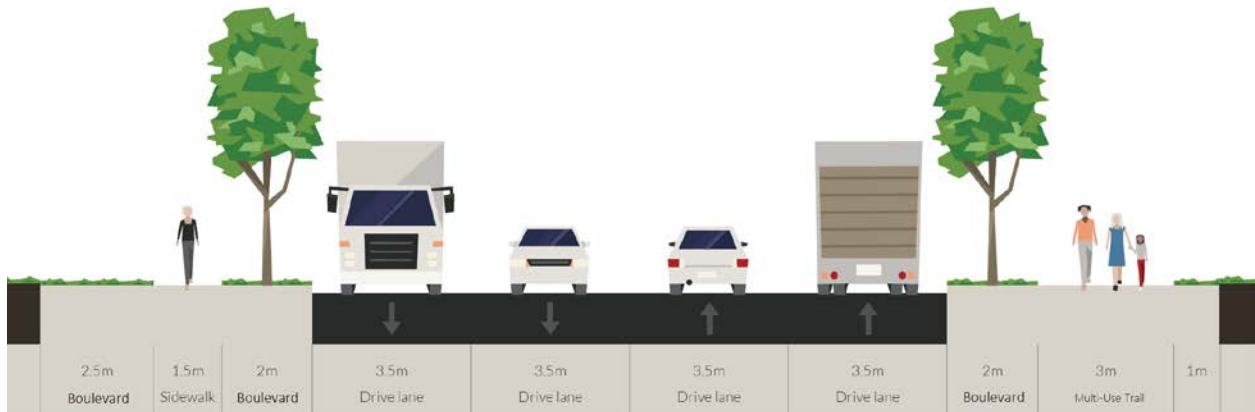 2.5m
Boulevard
1.5m
Sidewalk
2m
Boulevard
3.5m
Drive lane
3.5m
Drive lane
3.5m
Drive lane
3.5m
Drive lane
2m
Boulevard
3m
Multi-Use Trail
1m